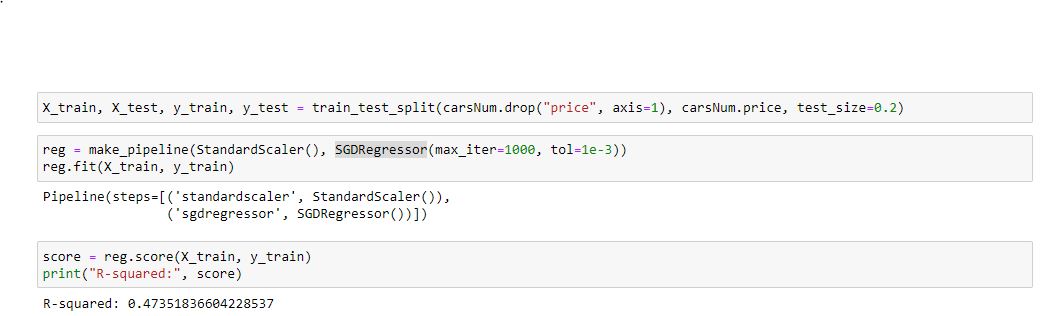 X_train, X_test, y_train, y_test = train_test_split(carsNum.drop("price", axis=1), carsNum.price, test_size=0.2)
reg = make_pipeline(StandardScaler(), SGDRegressor(max_iter=1000, tol=1e-3))
reg.fit(X_train, y_train)
Pipeline(steps=[('standardscaler', StandardScaler()),
                ('sgdregressor', SGDRegressor())])
score = reg.score(X_train, y_train)
print("R-squared:", score)
R-squared: 0.47351836604228537